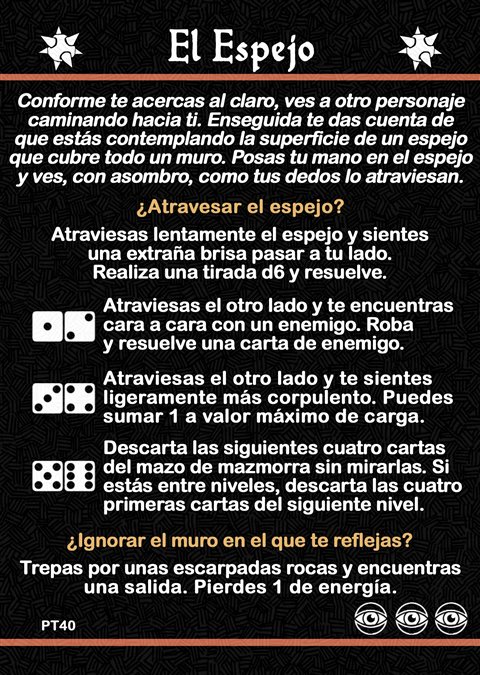 El Espejo
Conforme te acercas al claro, ves a otro personaje
caminando hacia ti. Enseguida te das cuenta de
que estás contemplando la superficie de un espejo
que cubre todo un muro. Posas tu mano en el espejo
y ves, con asombro, como tus dedos lo atraviesan.
¿Atravesar el espejo?
Atraviesas lentamente el espejo y sientes
una extraña brisa pasar a tu lado.
Realiza una tirada d6 y resuelve.
Atraviesas el otro lado y te encuentras
cara a cara con un enemigo. Roba
y resuelve una carta de enemigo.
Atraviesas el otro lado y te sientes
ligeramente más corpulento. Puedes
sumar 1 a valor máximo de carga.
Descarta las siguientes cuatro cartas
del mazo de mazmorra sin mirarlas. Si
estás entre niveles, descarta las cuatro
primeras cartas del siguiente nivel.
¿Ignorar el muro en el que te reflejas?
Trepas por unas escarpadas rocas y encuentras
una salida. Pierdes 1 de energía.
PT40